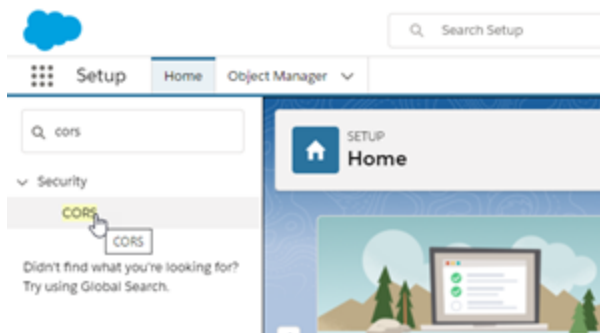 Search Setup
Setup
Home
Object Manager
cors
SETUP
Home
Security
CORS
CORS
Didn't find what you're looking for?
Try using Global Search.